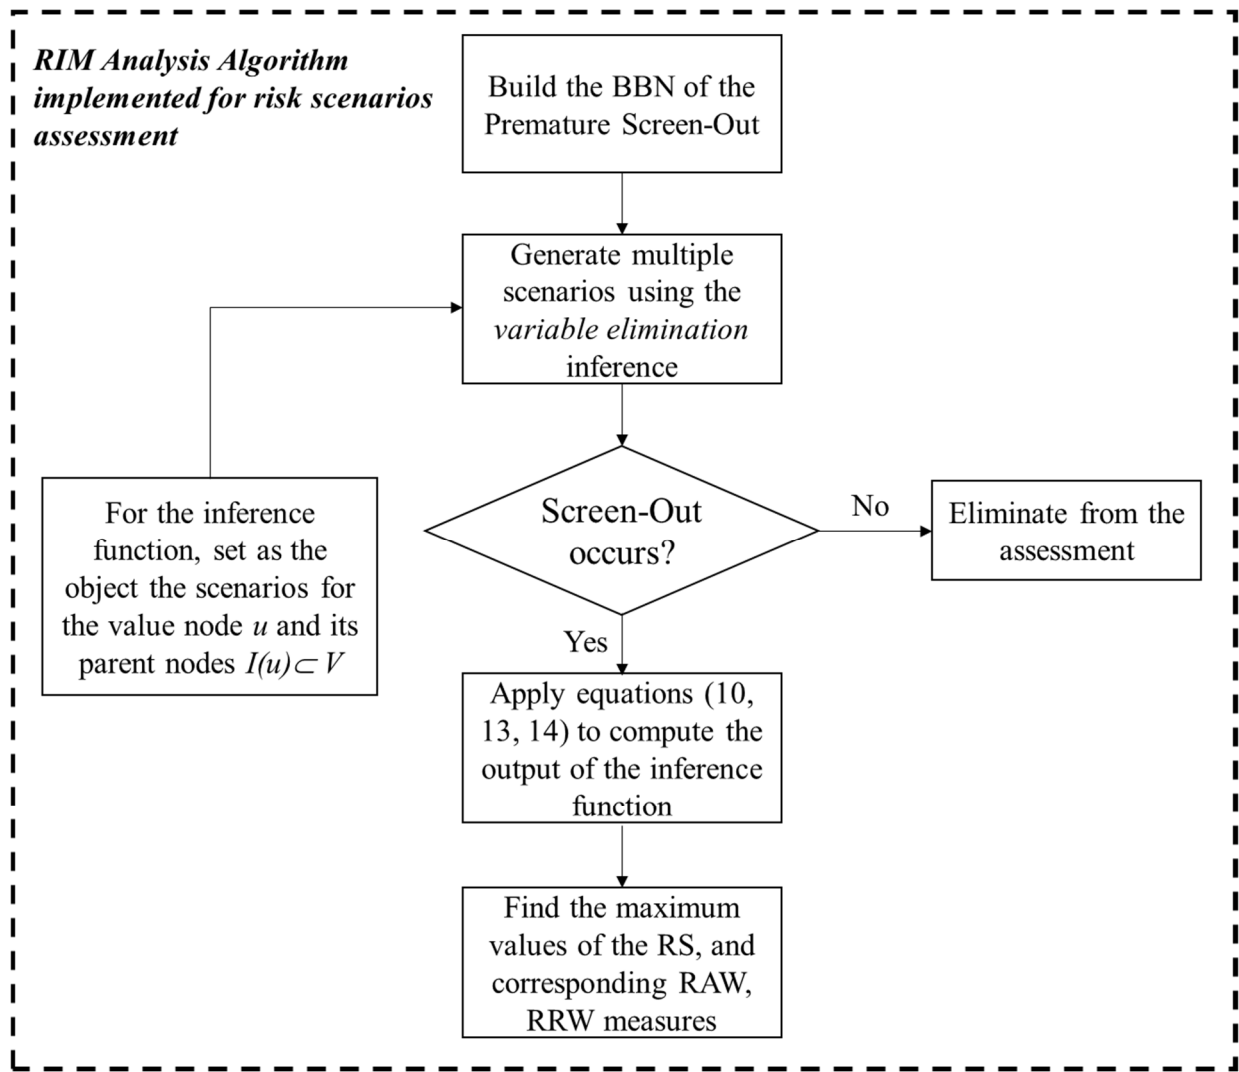 RIM Analysis Algorithm
implemented for risk scenarios
assessment
Build the BBN of the
Premature Screen-Out
Generate multiple
scenarios using the
variable elimination
inference
For the inference
function, set as the
object the scenarios for
the value node u and its
parent nodes I(u)⊂ V
Screen-Out
occurs?
No
Eliminate from the
assessment
Yes
Apply equations (10,
13, 14) to compute the
output of the inference
function
Find the maximum
values of the RS, and
corresponding RAW,
RRW measures